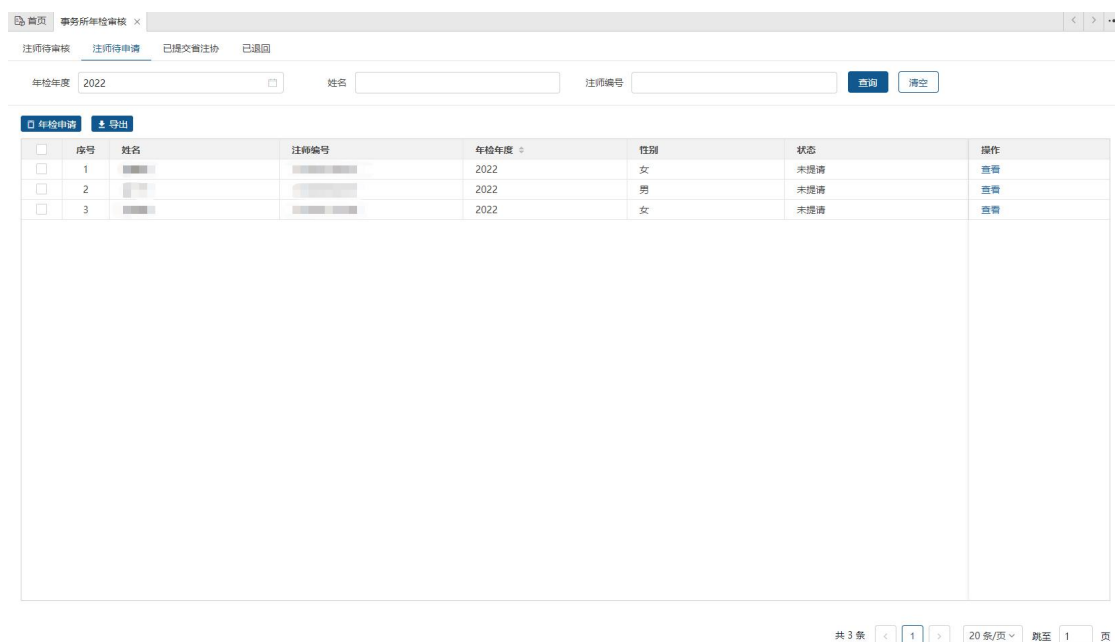 首页 事务所年检审核 ×
注师待审核 注师待申请 已提交省注协 已退回
年检年度 2022 姓名 注师编号 查询 清空
年检申请 导出
序号 姓名 注师编号 年检年度 性别 状态 操作
1 2022 女 未提请 查看
2 2022 男 未提请 查看
3 2022 女 未提请 查看
共 3 条 < 1 > 20 条/页 跳至 1 页